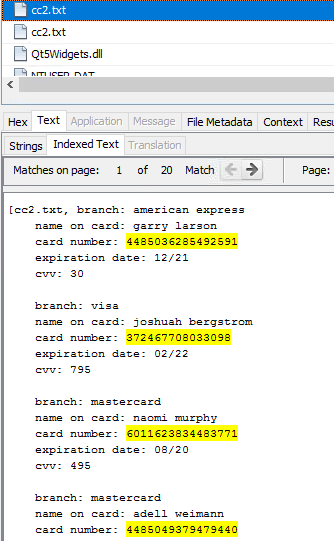 cc2.txt
cc2.txt
Qt5Widgets.dll
NTUSER.DAT
Hex Text Application Message File Metadata Context Resu
Strings Indexed Text Translation
Matches on page: 1 of 20 Match Page:
[cc2.txt, branch: american express
name on card: garry larson
card number: 4485036285492591
expiration date: 12/21
cvv: 30
branch: visa
name on card: joshuah bergstrom
card number: 372467708033098
expiration date: 02/22
cvv: 795
branch: mastercard
name on card: naomi murphy
card number: 6011623834483771
expiration date: 08/20
cvv: 495
branch: mastercard
name on card: adell weimann
card number: 4485049379479440